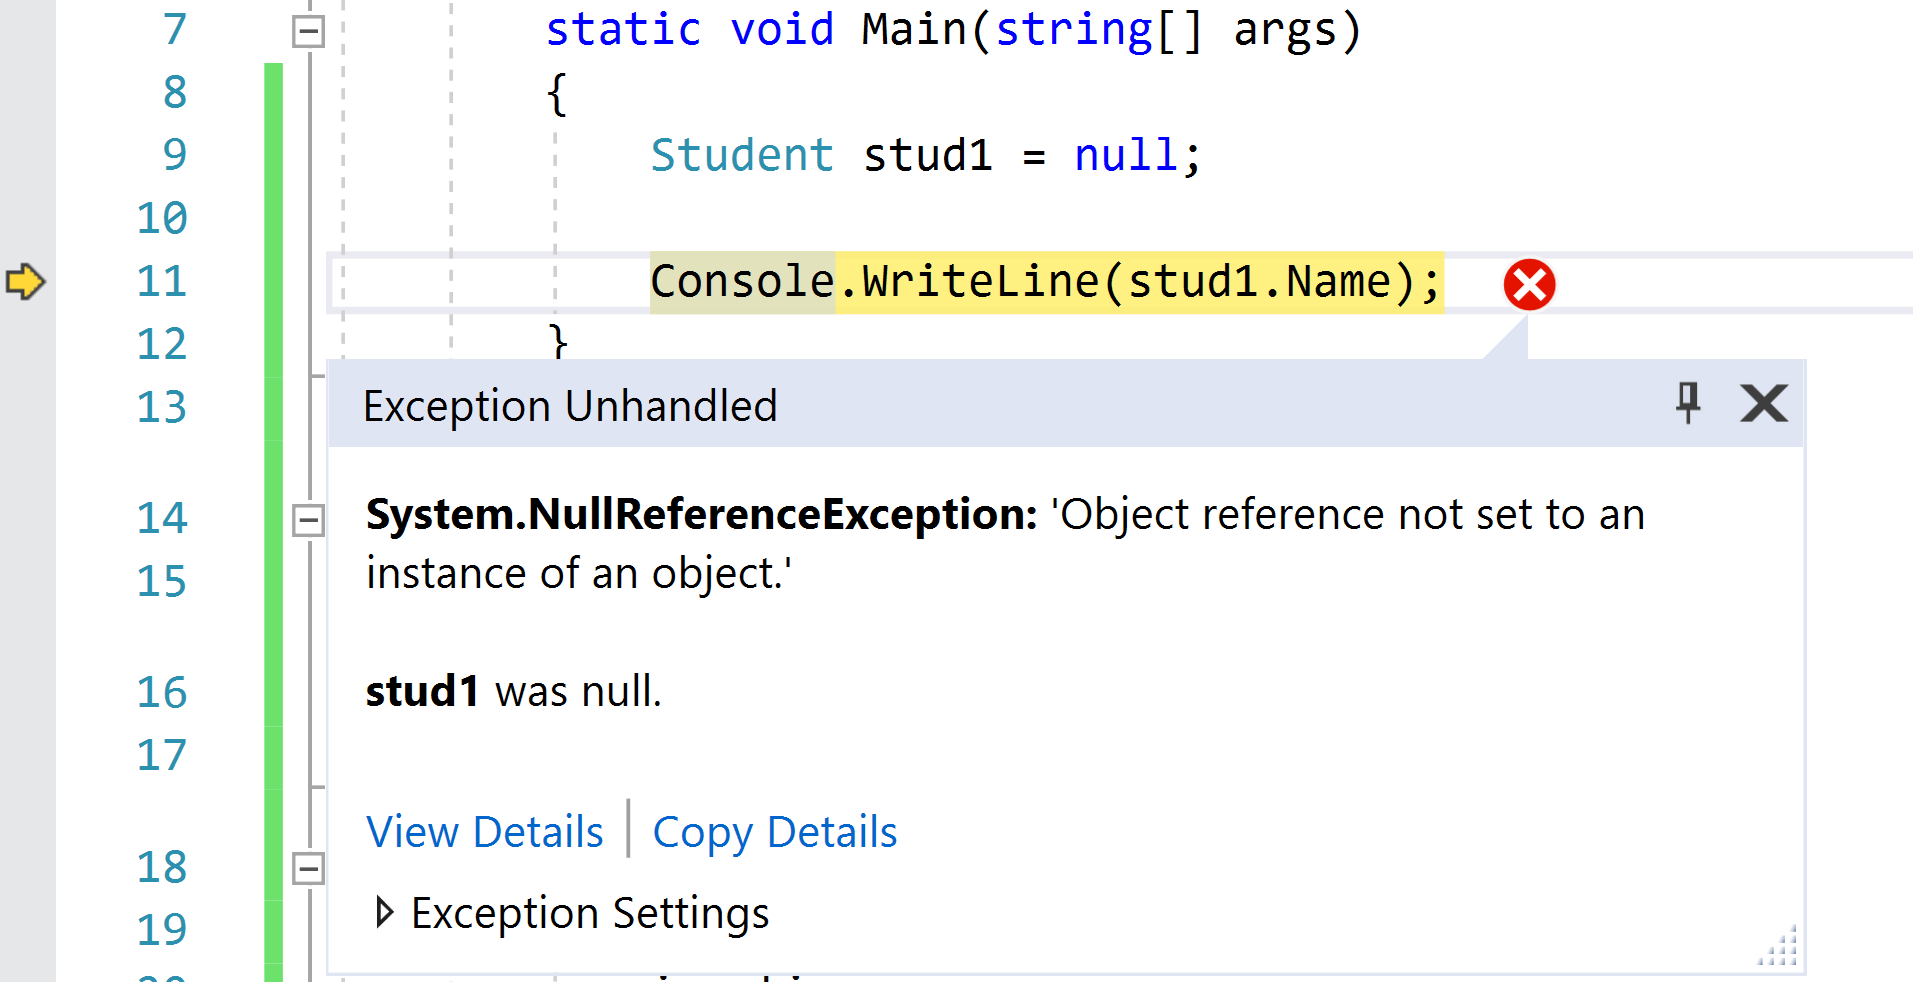 7 static void Main(string[] args)
8 {
9 Student stud1 = null;
10
11 Console.WriteLine(stud1.Name);
12 }
13 Exception Unhandled
14 System.NullReferenceException: 'Object reference not set to an
15 instance of an object.'
16 stud1 was null.
17
View Details | Copy Details
18
19 Exception Settings